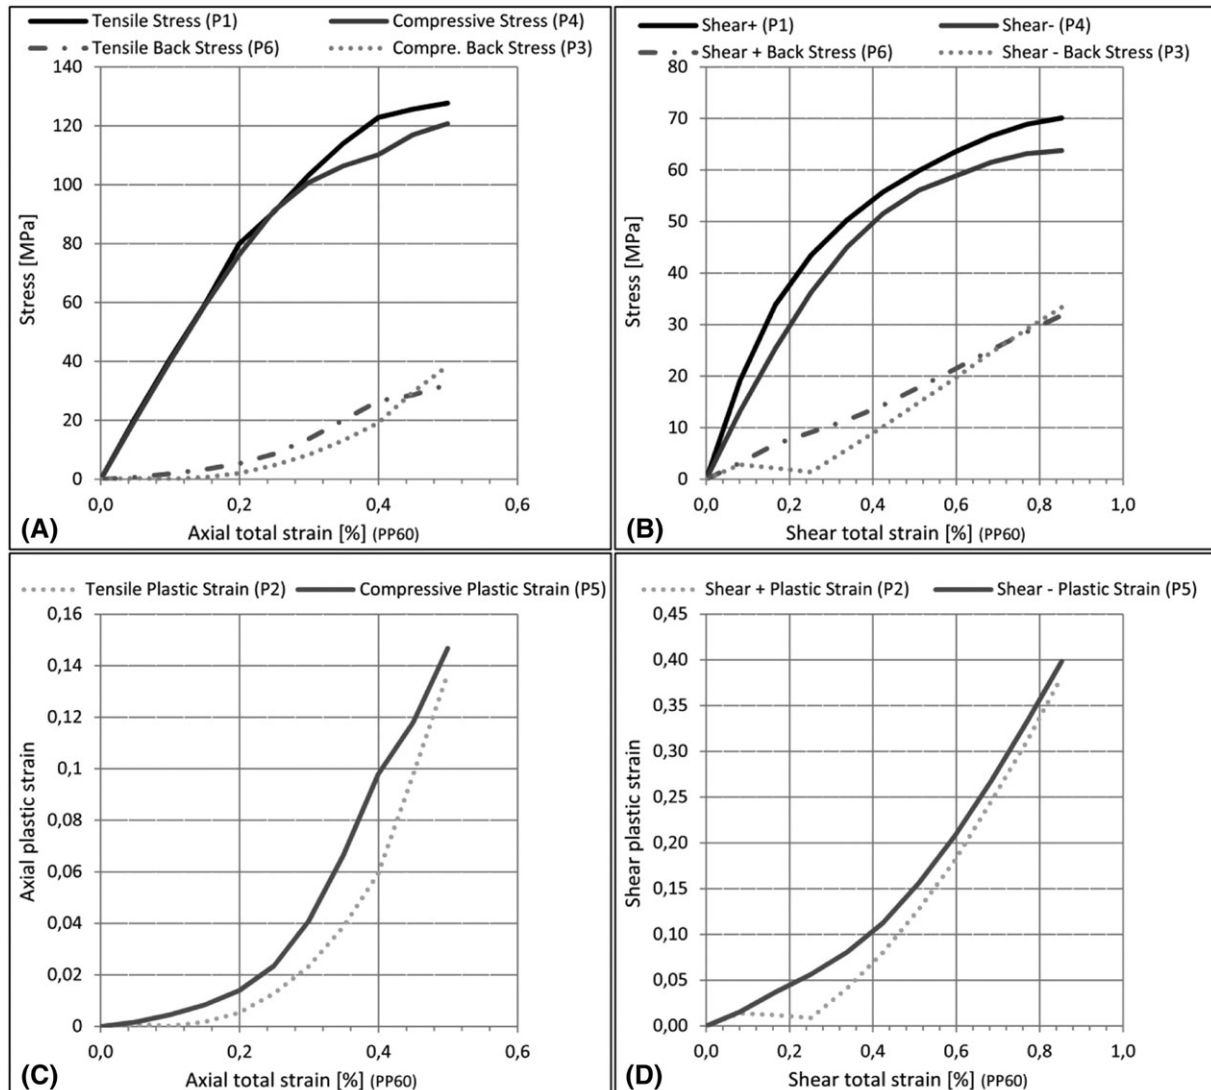 Tensile Stress (P1) Compressive Stress (P4)
Tensile Back Stress (P6) Compre. Back Stress (P3)
140
120
100
80
60
40
20
0
Stress [MPa]
0,0 0,2 0,4 0,6
(A) Axial total strain [%] (PP60)
Shear+ (P1) Shear- (P4)
Shear + Back Stress (P6) Shear - Back Stress (P3)
80
70
60
50
40
30
20
10
0
Stress [MPa]
0,0 0,2 0,4 0,6 0,8 1,0
(B) Shear total strain [%] (PP60)
Tensile Plastic Strain (P2) Compressive Plastic Strain (P5)
0,16
0,14
0,12
0,1
0,08
0,06
0,04
0,02
0
Axial plastic strain
0,0 0,2 0,4 0,6
(C) Axial total strain [%] (PP60)
Shear + Plastic Strain (P2) Shear - Plastic Strain (P5)
0,45
0,40
0,35
0,30
0,25
0,20
0,15
0,10
0,05
0,00
Shear plastic strain
0,0 0,2 0,4 0,6 0,8 1,0
(D) Shear total strain [%] (PP60)